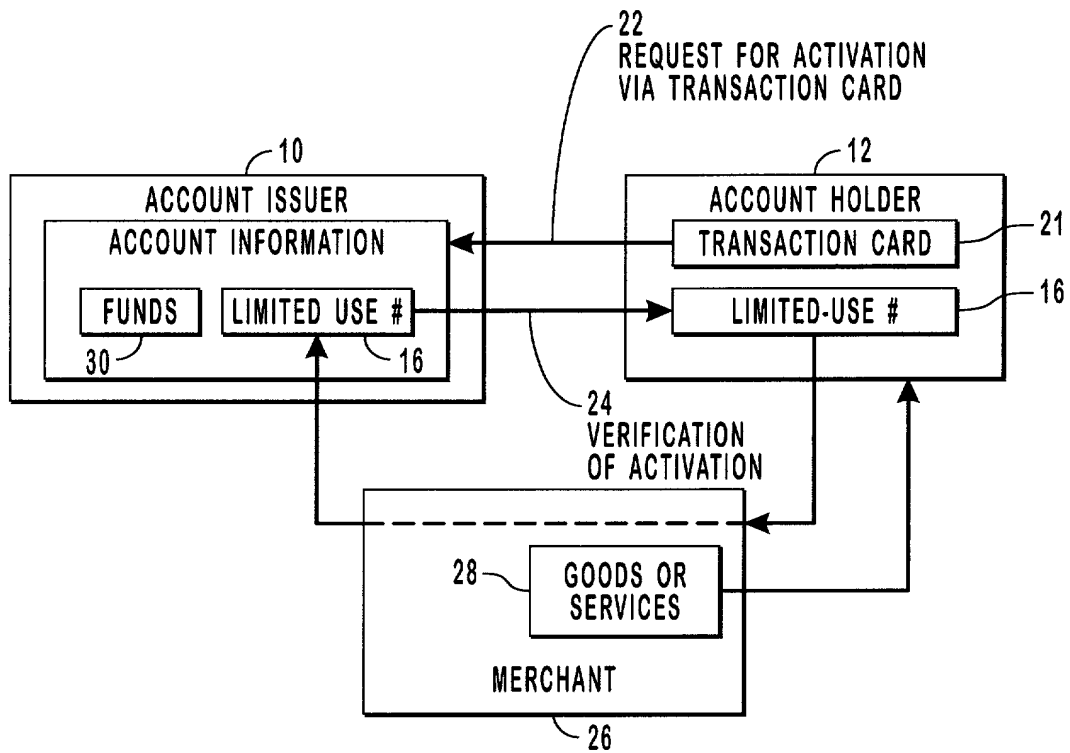 22
REQUEST FOR ACTIVATION
VIA TRANSACTION CARD
10
ACCOUNT ISSUER
ACCOUNT INFORMATION
FUNDS
LIMITED USE #
30
16
12
ACCOUNT HOLDER
TRANSACTION CARD
21
LIMITED-USE #
16
24
VERIFICATION
OF ACTIVATION
28
GOODS OR
SERVICES
MERCHANT
26